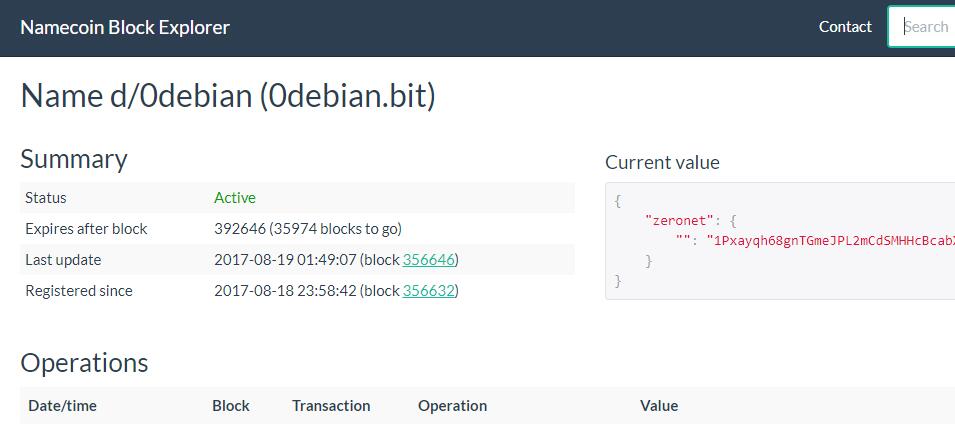 Namecoin Block Explorer
Contact
Search
Name d/0debian (0debian.bit)
Summary
Status Active
Expires after block 392646 (35974 blocks to go)
Last update 2017-08-19 01:49:07 (block 356646)
Registered since 2017-08-18 23:58:42 (block 356632)
Current value
{
"zeronet": {
"": "1Pxayqh68gnTGmeJPL2mCdSMHHcBcab
}
}
Operations
Date/time Block Transaction Operation Value